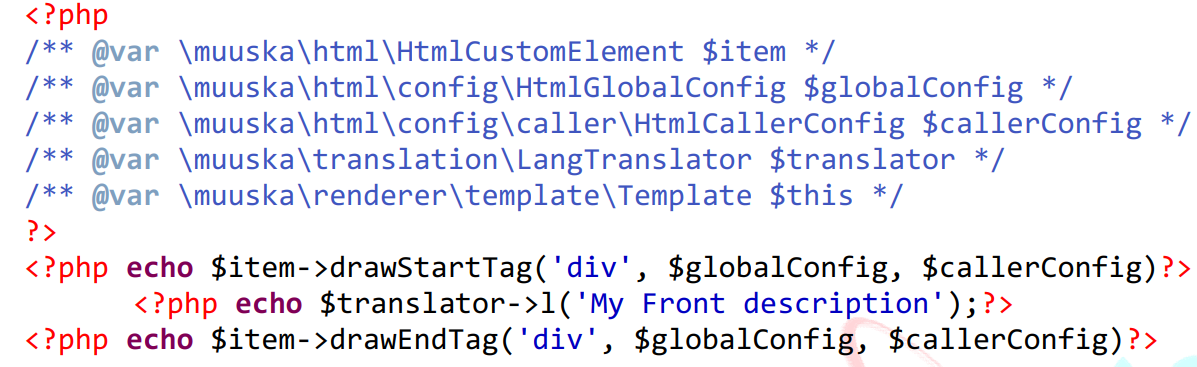 <?php
/** @var \muuska\html\HtmlCustomElement $item */
/** @var \muuska\html\config\HtmlGlobalConfig $globalConfig */
/** @var \muuska\html\config\caller\HtmlCallerConfig $callerConfig */
/** @var \muuska\translation\LangTranslator $translator */
/** @var \muuska\renderer\template\Template $this */
?>
<?php echo $item->drawStartTag('div', $globalConfig, $callerConfig)?>
<?php echo $translator->l('My Front description');?>
<?php echo $item->drawEndTag('div', $globalConfig, $callerConfig)?>